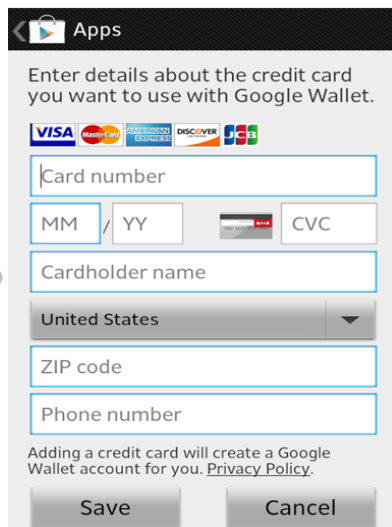 Apps
Enter details about the credit card
you want to use with Google Wallet.
VISA MasterCard AMERICAN EXPRESS DISCOVER JCB
Card number
MM / YY CVC
Cardholder name
United States
ZIP code
Phone number
Adding a credit card will create a Google
Wallet account for you. Privacy Policy.
Save Cancel